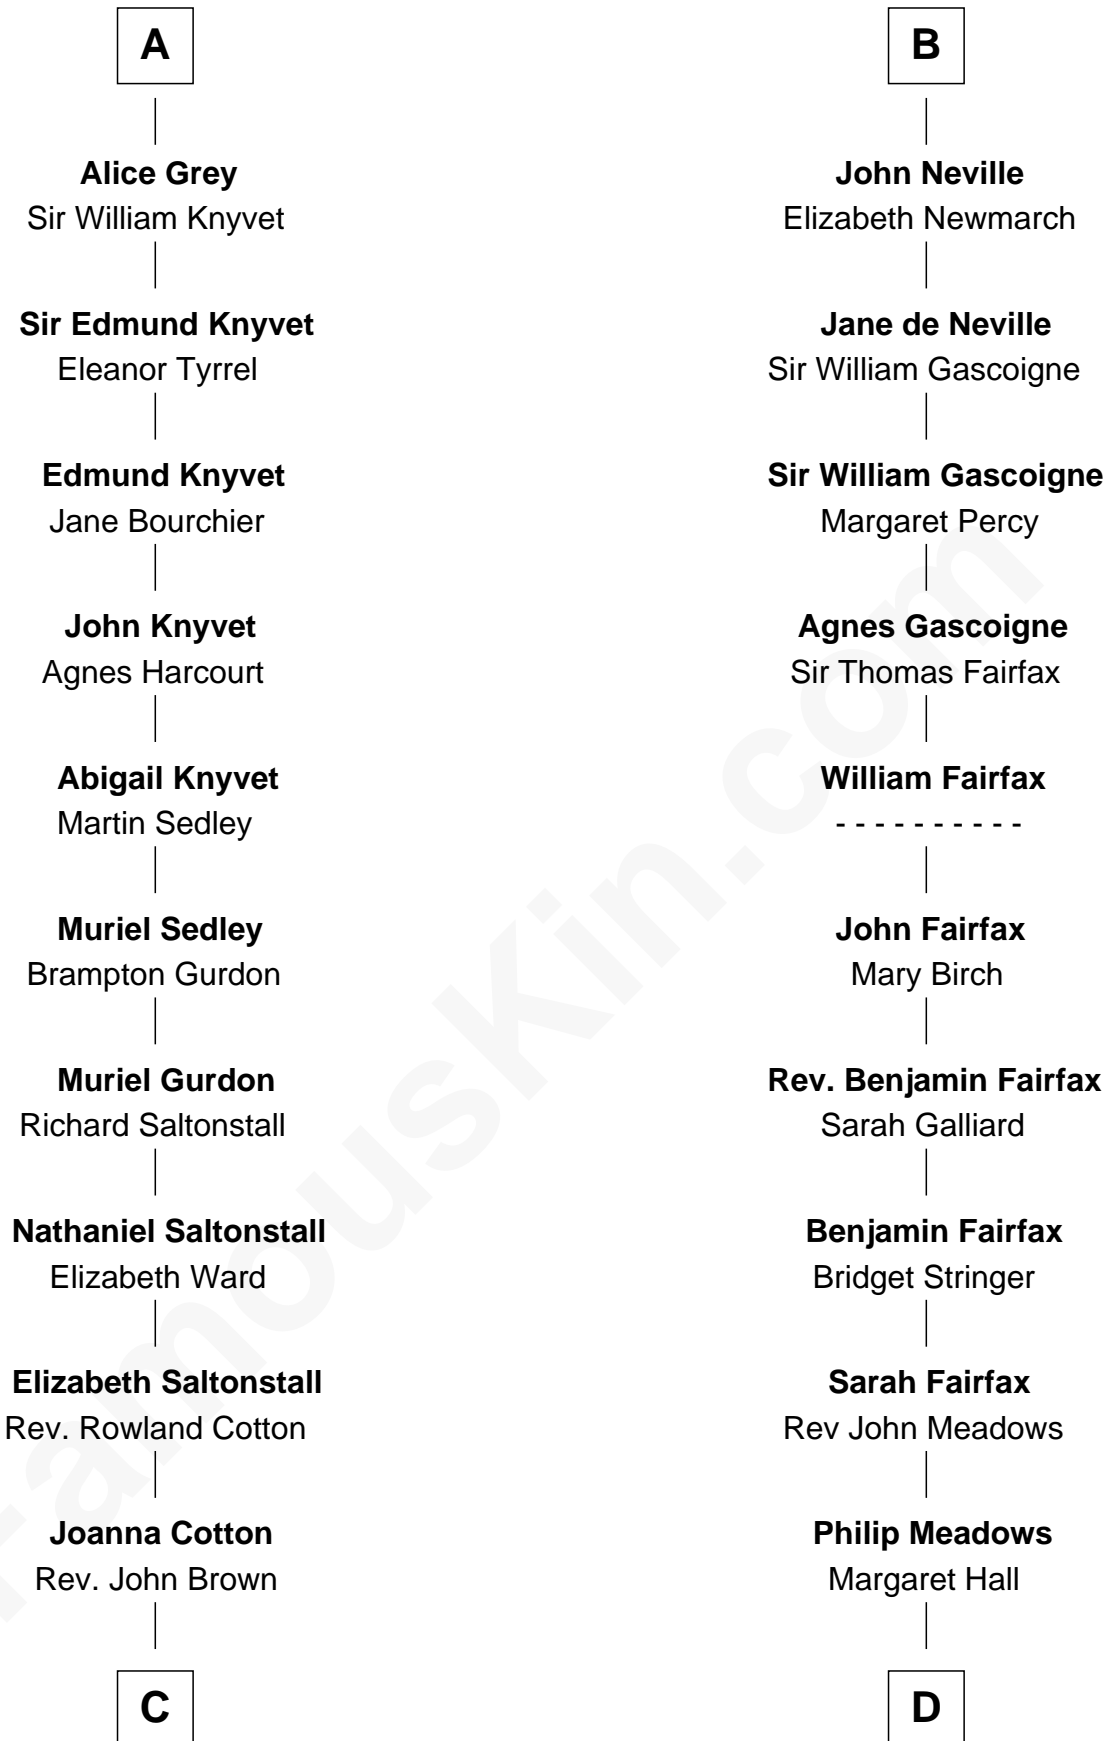 A
Alice Grey
Sir William Knyvet
Sir Edmund Knyvet
Eleanor Tyrrel
Edmund Knyvet
Jane Bourchier
John Knyvet
Agnes Harcourt
Abigail Knyvet
Martin Sedley
Muriel Sedley
Brampton Gurdon
Muriel Gurdon
Richard Saltonstall
Nathaniel Saltonstall
Elizabeth Ward
Elizabeth Saltonstall
Rev. Rowland Cotton
Joanna Cotton
Rev. John Brown
C
B
John Neville
Elizabeth Newmarch
Jane de Neville
Sir William Gascoigne
Sir William Gascoigne
Margaret Percy
Agnes Gascoigne
Sir Thomas Fairfax
William Fairfax
- - - - - - - - - -
John Fairfax
Mary Birch
Rev. Benjamin Fairfax
Sarah Galliard
Benjamin Fairfax
Bridget Stringer
Sarah Fairfax
Rev John Meadows
Philip Meadows
Margaret Hall
D
FamousKin.com